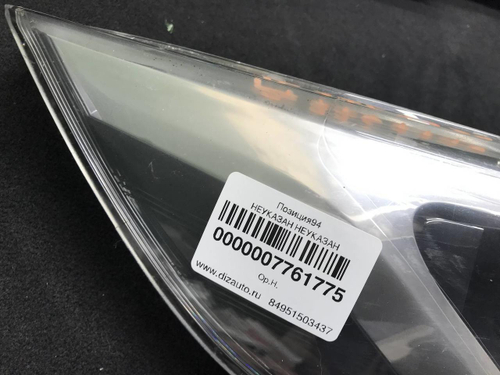 Позиция94
НЕУКАЗАН НЕУКАЗАН
0000007761775
Ор.Н.
www.dizauto.ru 84951503437